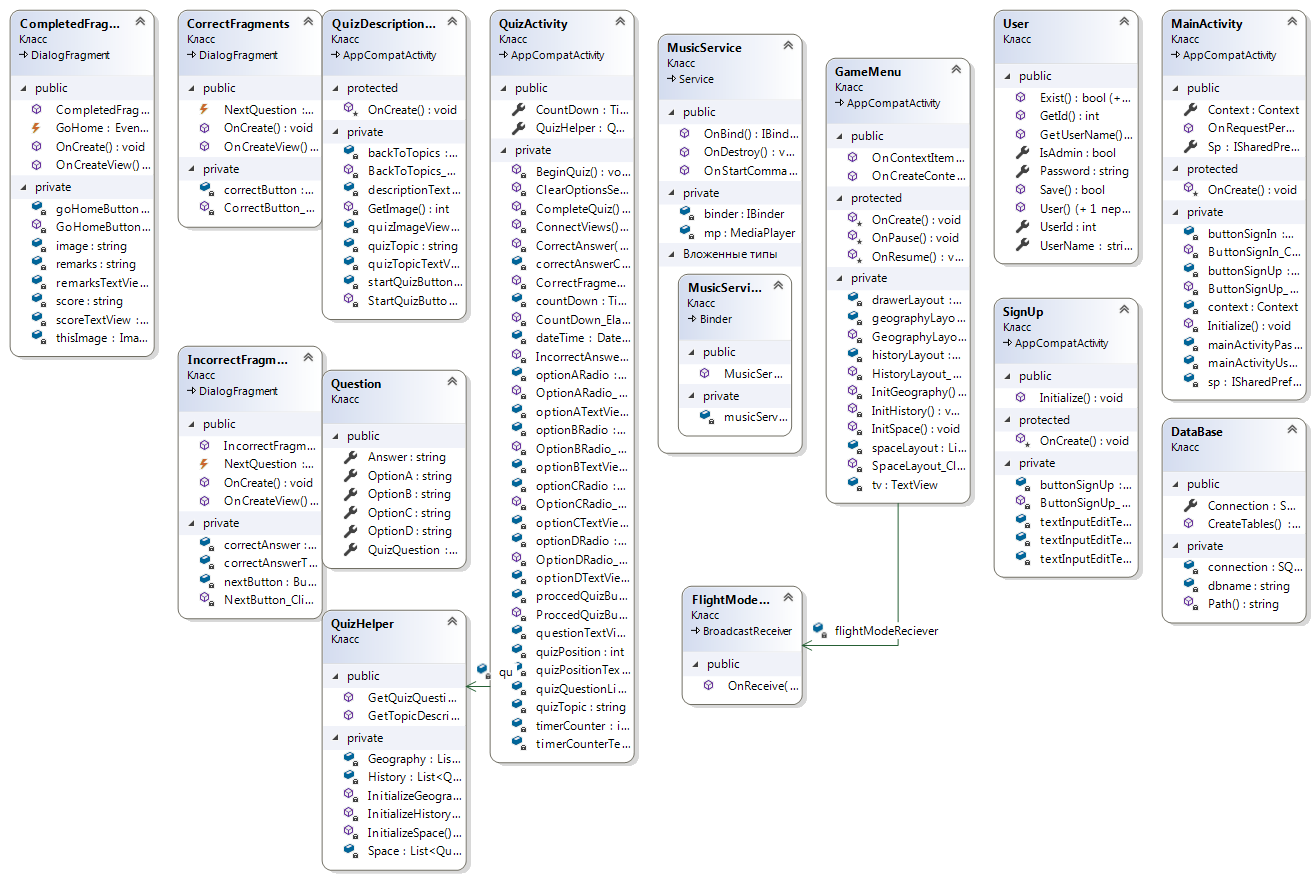 CompletedFrag...
Класс
DialogFragment
public
CompletedFrag...
GoHome : Even...
OnCreate() : void
OnCreateView() ...
private
goHomeButton ...
GoHomeButton...
image : string
remarks : string
remarksTextVie...
score : string
scoreTextView :...
thisImage : Ima...
CorrectFragments
Класс
DialogFragment
public
NextQuestion :...
OnCreate() : void
OnCreateView() ...
private
correctButton :...
CorrectButton_...
IncorrectFragm...
Класс
DialogFragment
public
IncorrectFragm...
NextQuestion :...
OnCreate() : void
OnCreateView() ...
private
correctAnswer :...
correctAnswerT...
nextButton : Bu...
NextButton_Cli...
QuizDescription...
Класс
AppCompatActivity
protected
OnCreate() : void
private
backToTopics :...
BackToTopics_...
descriptionText...
GetImage() : int
quizImageView...
quizTopic : string
quizTopicTextV...
startQuizButton...
StartQuizButto...
Question
Класс
public
Answer : string
OptionA : string
OptionB : string
OptionC : string
OptionD : string
QuizQuestion :...
QuizHelper
Класс
public
GetQuizQuesti...
GetTopicDescri...
private
Geography : Lis...
History : List<Q...
InitializeGeogra...
InitializeHistory...
InitializeSpace()...
Space : List<Qu...
qu
QuizActivity
Класс
AppCompatActivity
public
CountDown : Ti...
QuizHelper : Q...
private
BeginQuiz() : vo...
ClearOptionsSe...
CompleteQuiz()...
ConnectViews()...
CorrectAnswer(...
correctAnswerC...
CorrectFragme...
countDown : Ti...
CountDown_Ela...
dateTime : Date...
IncorrectAnswe...
optionARadio :...
OptionARadio_...
optionATextVie...
optionBRadio :...
OptionBRadio_...
optionBTextVie...
optionCRadio :...
OptionCRadio_...
optionCTextVie...
optionDRadio :...
OptionDRadio_...
optionDTextVie...
proccedQuizBu...
ProccedQuizBu...
questionTextVi...
quizPosition : int
quizPositionTex...
quizQuestionLi...
quizTopic : string
timerCounter : i...
timerCounterTe...
MusicService
Класс
Service
public
OnBind() : IBind...
OnDestroy() : v...
OnStartComma...
private
binder : IBinder
mp : MediaPlayer
Вложенные типы
MusicServi...
Класс
Binder
public
MusicSer...
private
musicServ...
FlightMode...
Класс
BroadcastReceiver
public
OnReceive( ...
GameMenu
Класс
AppCompatActivity
public
OnContextItem...
OnCreateConte...
protected
OnCreate() : void
OnPause() : void
OnResume() : v...
private
drawerLayout :...
geographyLayo...
GeographyLayo...
historyLayout :...
HistoryLayout_...
InitGeography()...
InitHistory() : v...
InitSpace() : void
spaceLayout : Li...
SpaceLayout_Cl...
tv : TextView
flightModeReciever
User
Класс
public
Exist() : bool (+...
GetId() : int
GetUserName()...
IsAdmin : bool
Password : string
Save() : bool
User() (+ 1 пер...
UserId : int
UserName : stri...
SignUp
Класс
AppCompatActivity
public
Initialize() : void
protected
OnCreate() : void
private
buttonSignUp :...
ButtonSignUp_...
textInputEditTe...
textInputEditTe...
textInputEditTe...
MainActivity
Класс
AppCompatActivity
public
Context : Context
OnRequestPer...
Sp : ISharedPre...
protected
OnCreate() : void
private
buttonSignIn :...
ButtonSignIn_C...
buttonSignUp :...
ButtonSignUp_...
context : Context
Initialize() : void
mainActivityPas...
mainActivityUs...
sp : ISharedPref...
DataBase
Класс
public
Connection : S...
CreateTables() :...
private
connection : SQ...
dbname : string
Path() : string